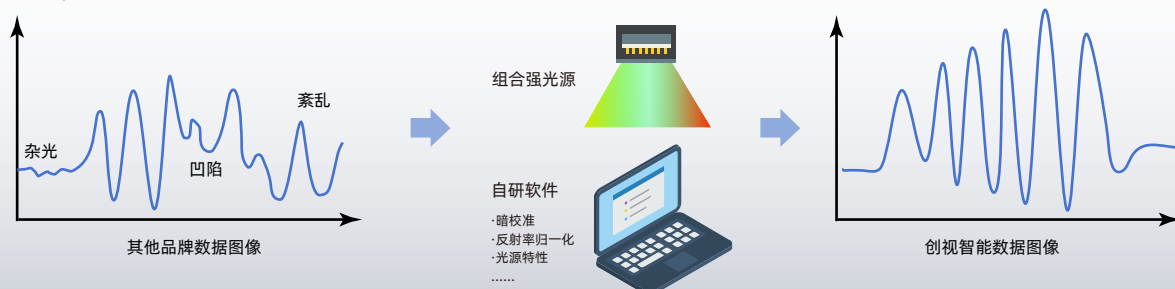 杂光
紊乱
凹陷
其他品牌数据图像
组合强光源
自研软件
·暗校准
·反射率归一化
·光源特性
......
创视智能数据图像